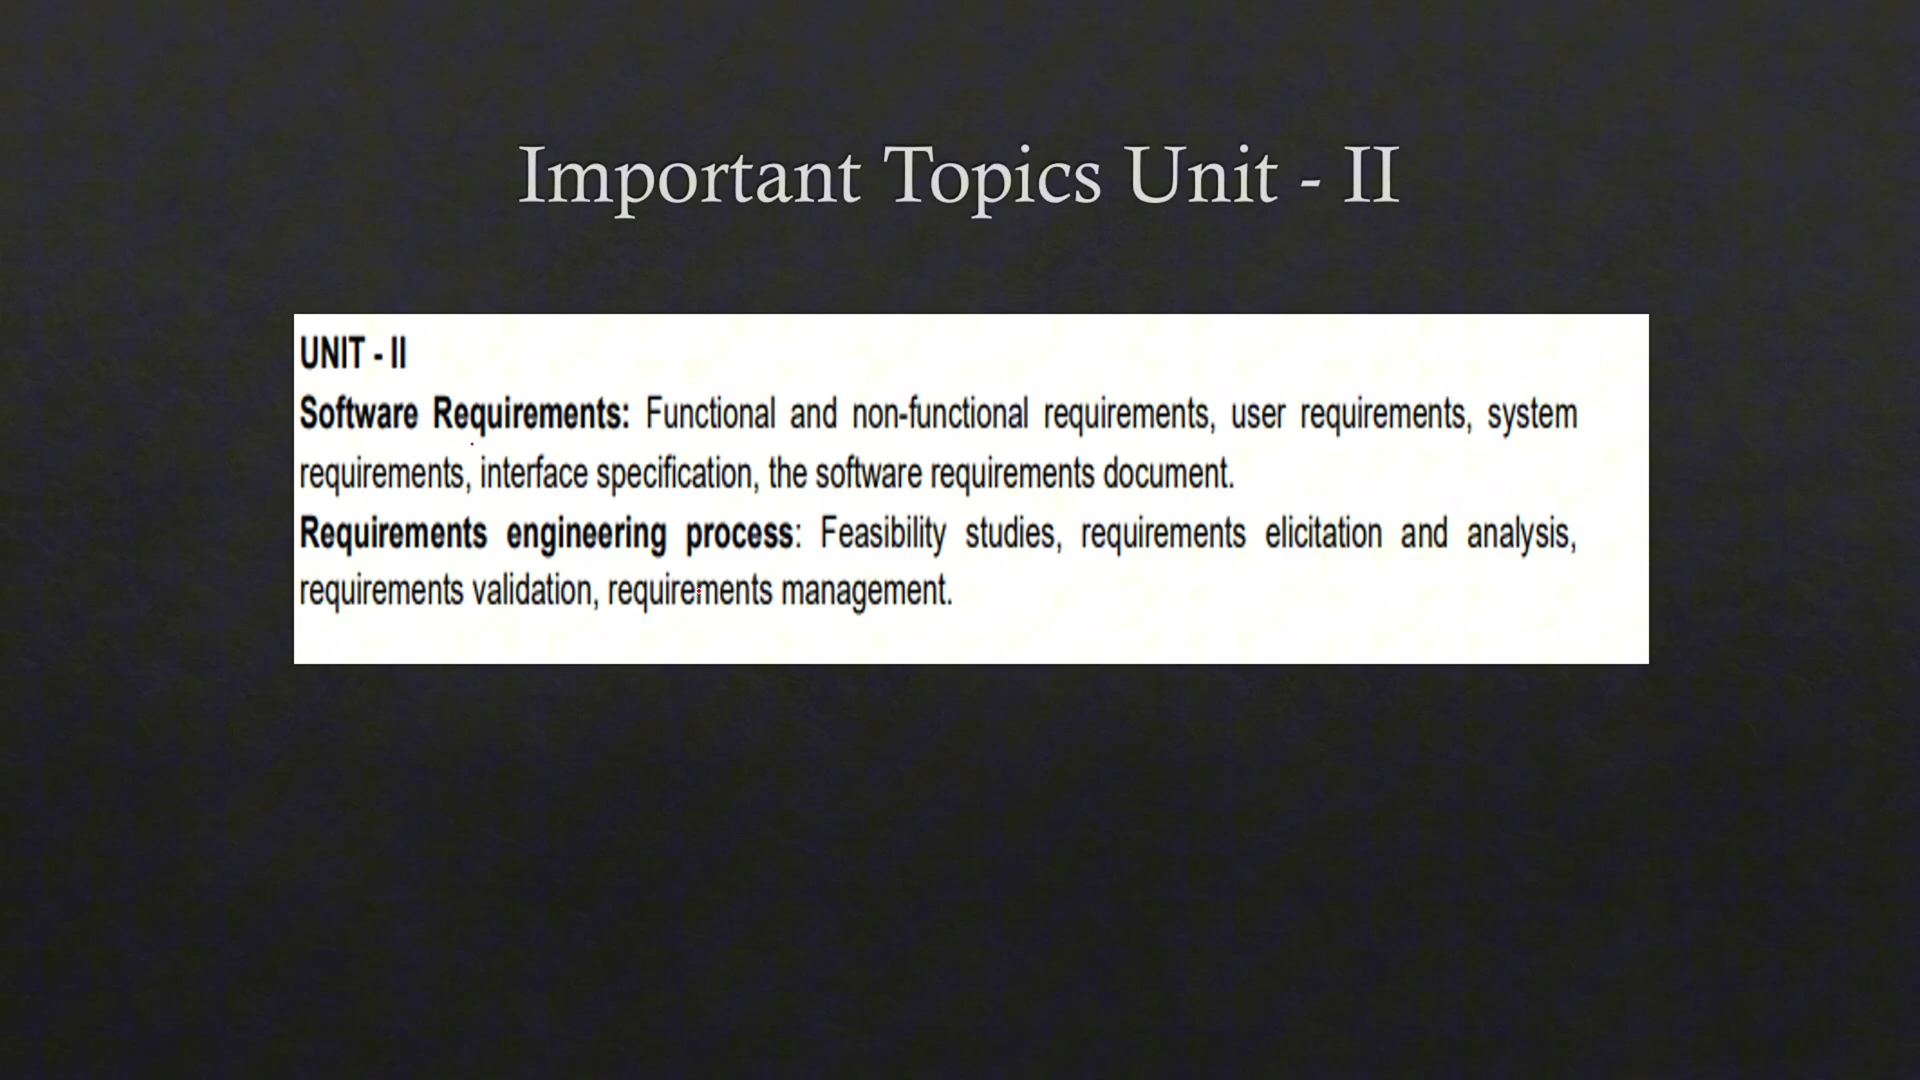 Important Topics Unit - II
UNIT - II
Software Requirements: Functional and non-functional requirements, user requirements, system
requirements, interface specification, the software requirements document.
Requirements engineering process: Feasibility studies, requirements elicitation and analysis,
requirements validation, requirements management.